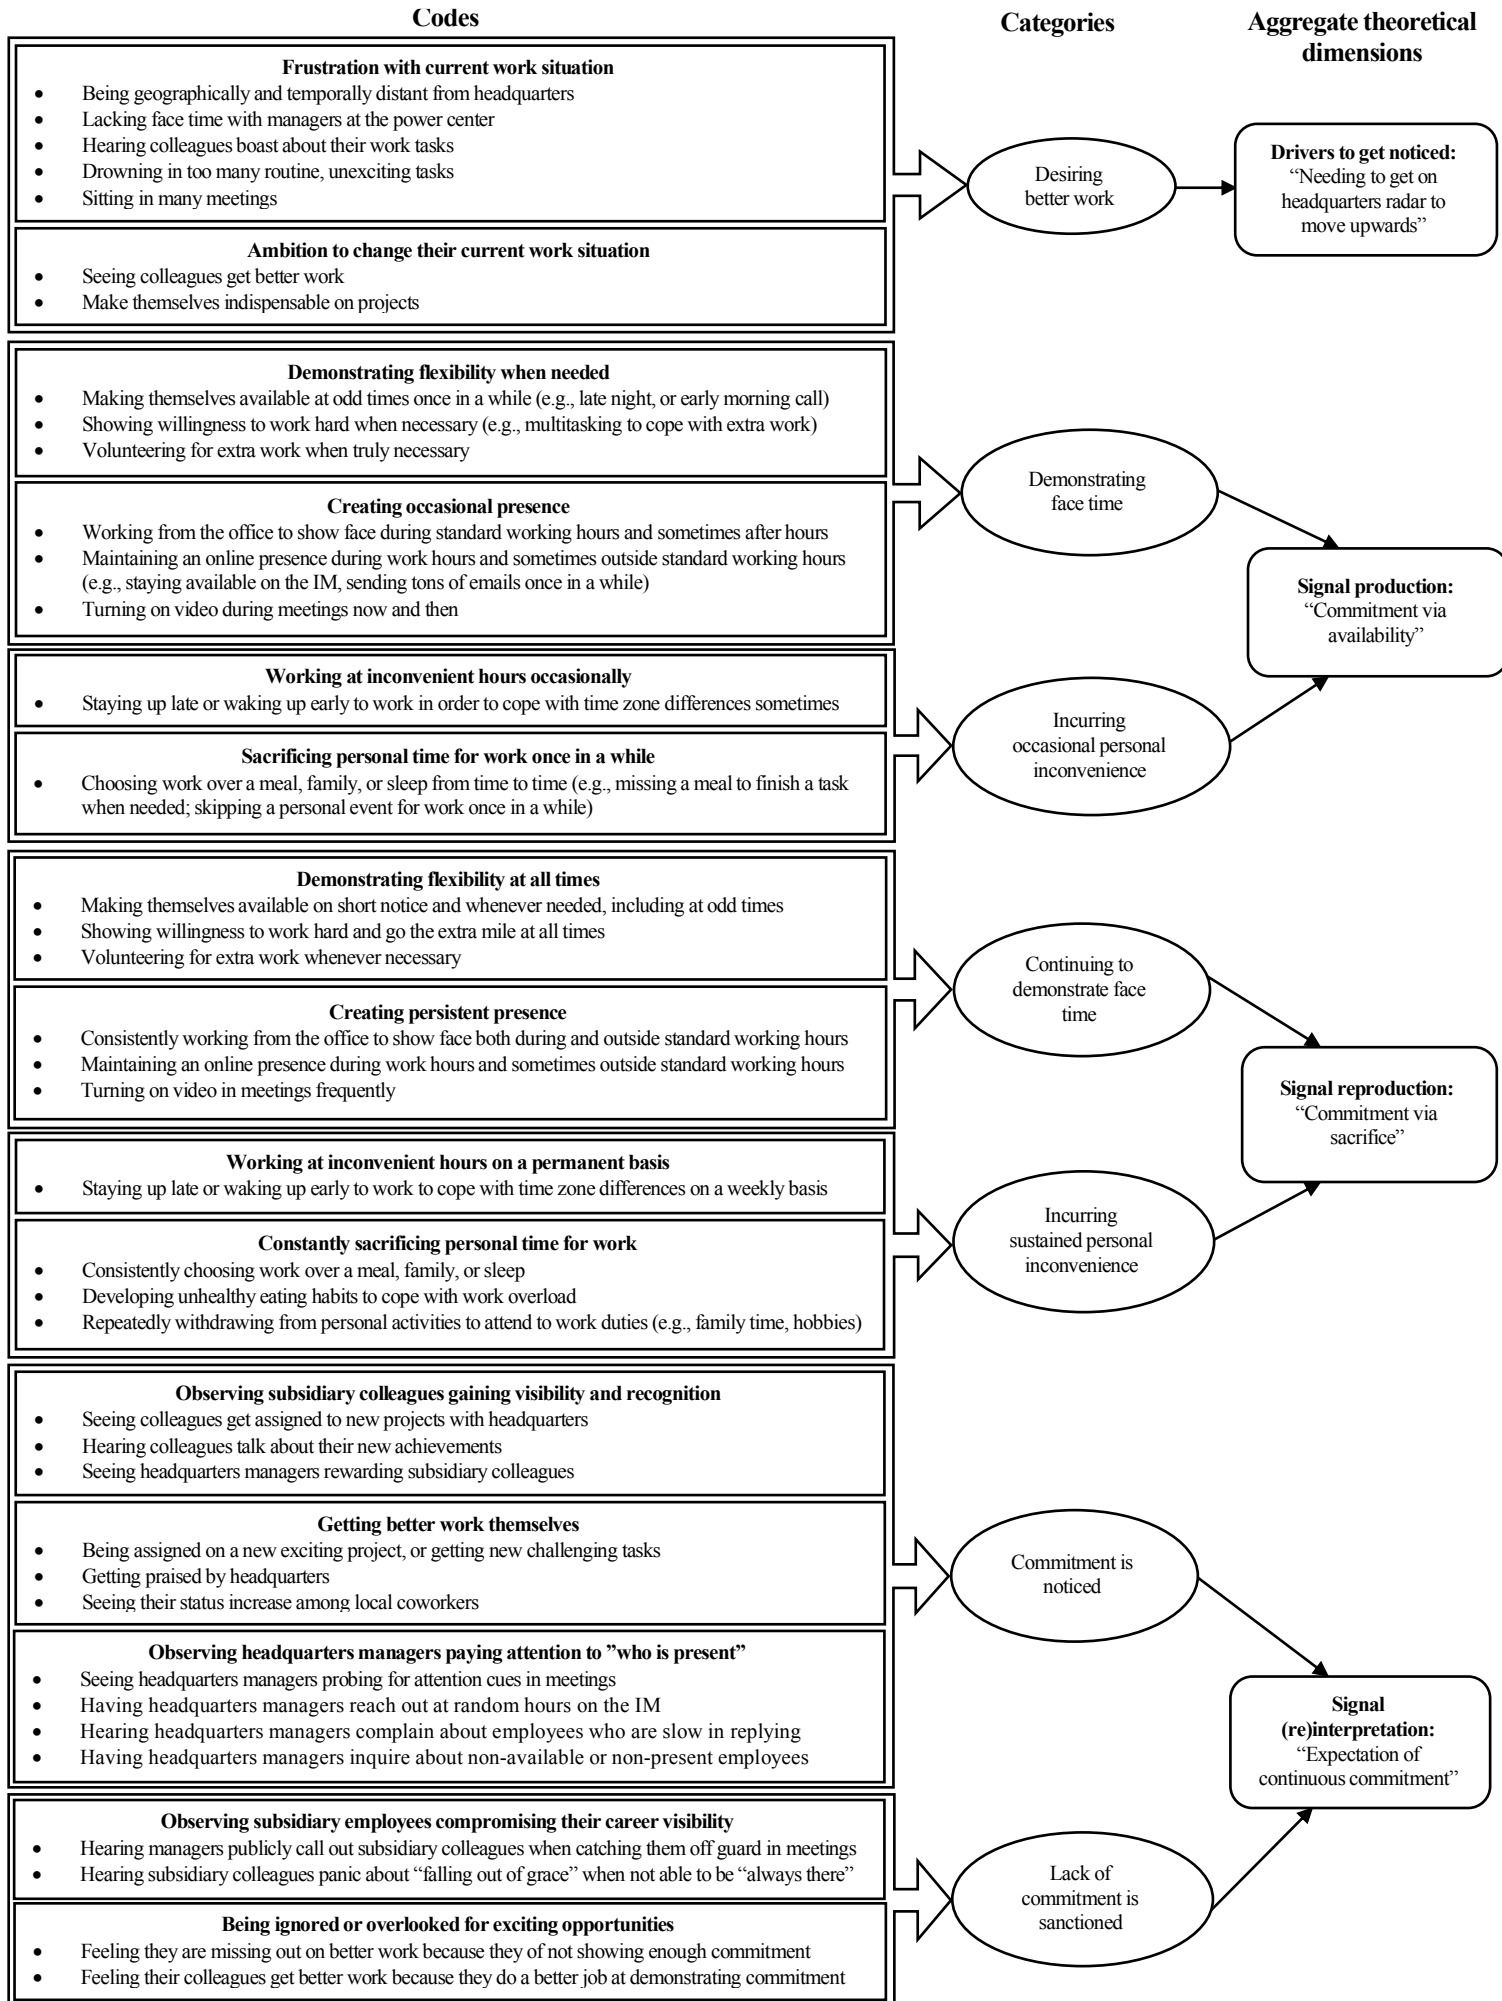 Codes
Categories
Aggregate theoretical
dimensions
Frustration with current work situation
• Being geographically and temporally distant from headquarters
• Lacking face time with managers at the power center
• Hearing colleagues boast about their work tasks
• Drowning in too many routine, unexciting tasks
• Sitting in many meetings
Ambition to change their current work situation
• Seeing colleagues get better work
• Make themselves indispensable on projects
Desiring
better work
Drivers to get noticed:
“Needing to get on
headquarters radar to
move upwards”
Demonstrating flexibility when needed
• Making themselves available at odd times once in a while (e.g., late night, or early morning call)
• Showing willingness to work hard when necessary (e.g., multitasking to cope with extra work)
• Volunteering for extra work when truly necessary
Creating occasional presence
• Working from the office to show face during standard working hours and sometimes after hours
• Maintaining an online presence during work hours and sometimes outside standard working hours
(e.g., staying available on the IM, sending tons of emails once in a while)
• Turning on video during meetings now and then
Demonstrating
face time
Working at inconvenient hours occasionally
• Staying up late or waking up early to work in order to cope with time zone differences sometimes
Sacrificing personal time for work once in a while
• Choosing work over a meal, family, or sleep from time to time (e.g., missing a meal to finish a task
when needed; skipping a personal event for work once in a while)
Incurring
occasional personal
inconvenience
Signal production:
“Commitment via
availability”
Demonstrating flexibility at all times
• Making themselves available on short notice and whenever needed, including at odd times
• Showing willingness to work hard and go the extra mile at all times
• Volunteering for extra work whenever necessary
Creating persistent presence
• Consistently working from the office to show face both during and outside standard working hours
• Maintaining an online presence during work hours and sometimes outside standard working hours
• Turning on video in meetings frequently
Continuing to
demonstrate face
time
Working at inconvenient hours on a permanent basis
• Staying up late or waking up early to work to cope with time zone differences on a weekly basis
Constantly sacrificing personal time for work
• Consistently choosing work over a meal, family, or sleep
• Developing unhealthy eating habits to cope with work overload
• Repeatedly withdrawing from personal activities to attend to work duties (e.g., family time, hobbies)
Incurring
sustained personal
inconvenience
Signal reproduction:
“Commitment via
sacrifice”
Observing subsidiary colleagues gaining visibility and recognition
• Seeing colleagues get assigned to new projects with headquarters
• Hearing colleagues talk about their new achievements
• Seeing headquarters managers rewarding subsidiary colleagues
Getting better work themselves
• Being assigned on a new exciting project, or getting new challenging tasks
• Getting praised by headquarters
• Seeing their status increase among local coworkers
Observing headquarters managers paying attention to ”who is present”
• Seeing headquarters managers probing for attention cues in meetings
• Having headquarters managers reach out at random hours on the IM
• Hearing headquarters managers complain about employees who are slow in replying
• Having headquarters managers inquire about non-available or non-present employees
Commitment is
noticed
Observing subsidiary employees compromising their career visibility
• Hearing managers publicly call out subsidiary colleagues when catching them off guard in meetings
• Hearing subsidiary colleagues panic about “falling out of grace” when not able to be “always there”
Being ignored or overlooked for exciting opportunities
• Feeling they are missing out on better work because they of not showing enough commitment
• Feeling their colleagues get better work because they do a better job at demonstrating commitment
Lack of
commitment is
sanctioned
Signal
(re)interpretation:
“Expectation of
continuous commitment”